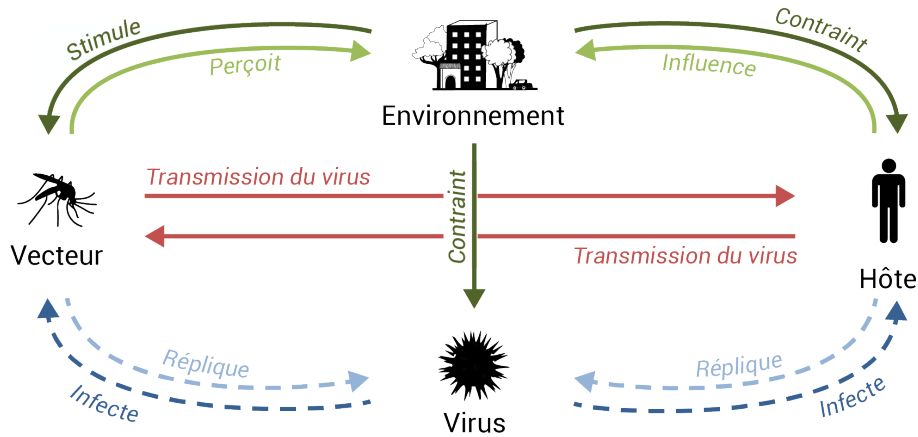 Stimule
Contraint
Perçoit
Influence
Environnement
Transmission du virus
Contraint
Vecteur
Transmission du virus
Hôte
Réplique
Réplique
Infecte
Infecte
Virus